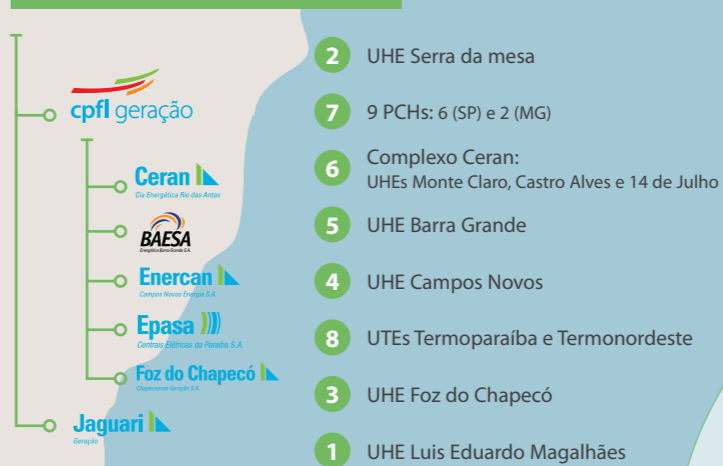 cpfl geração
Ceran
Cia Energética Rio das Antas
BAESA
Energética Barra Grande S.A.
Enercan
Campos Novos Energia S.A.
Epasa
Centrais Elétricas da Paraíba S.A.
Foz do Chapecó
Chapecoense Geração S.A.
Jaguari
Geração
2 UHE Serra da mesa
7 9 PCHs: 6 (SP) e 2 (MG)
6 Complexo Ceran:
UHEs Monte Claro, Castro Alves e 14 de Julho
5 UHE Barra Grande
4 UHE Campos Novos
8 UTEs Termoparaíba e Termonordeste
3 UHE Foz do Chapecó
1 UHE Luis Eduardo Magalhães